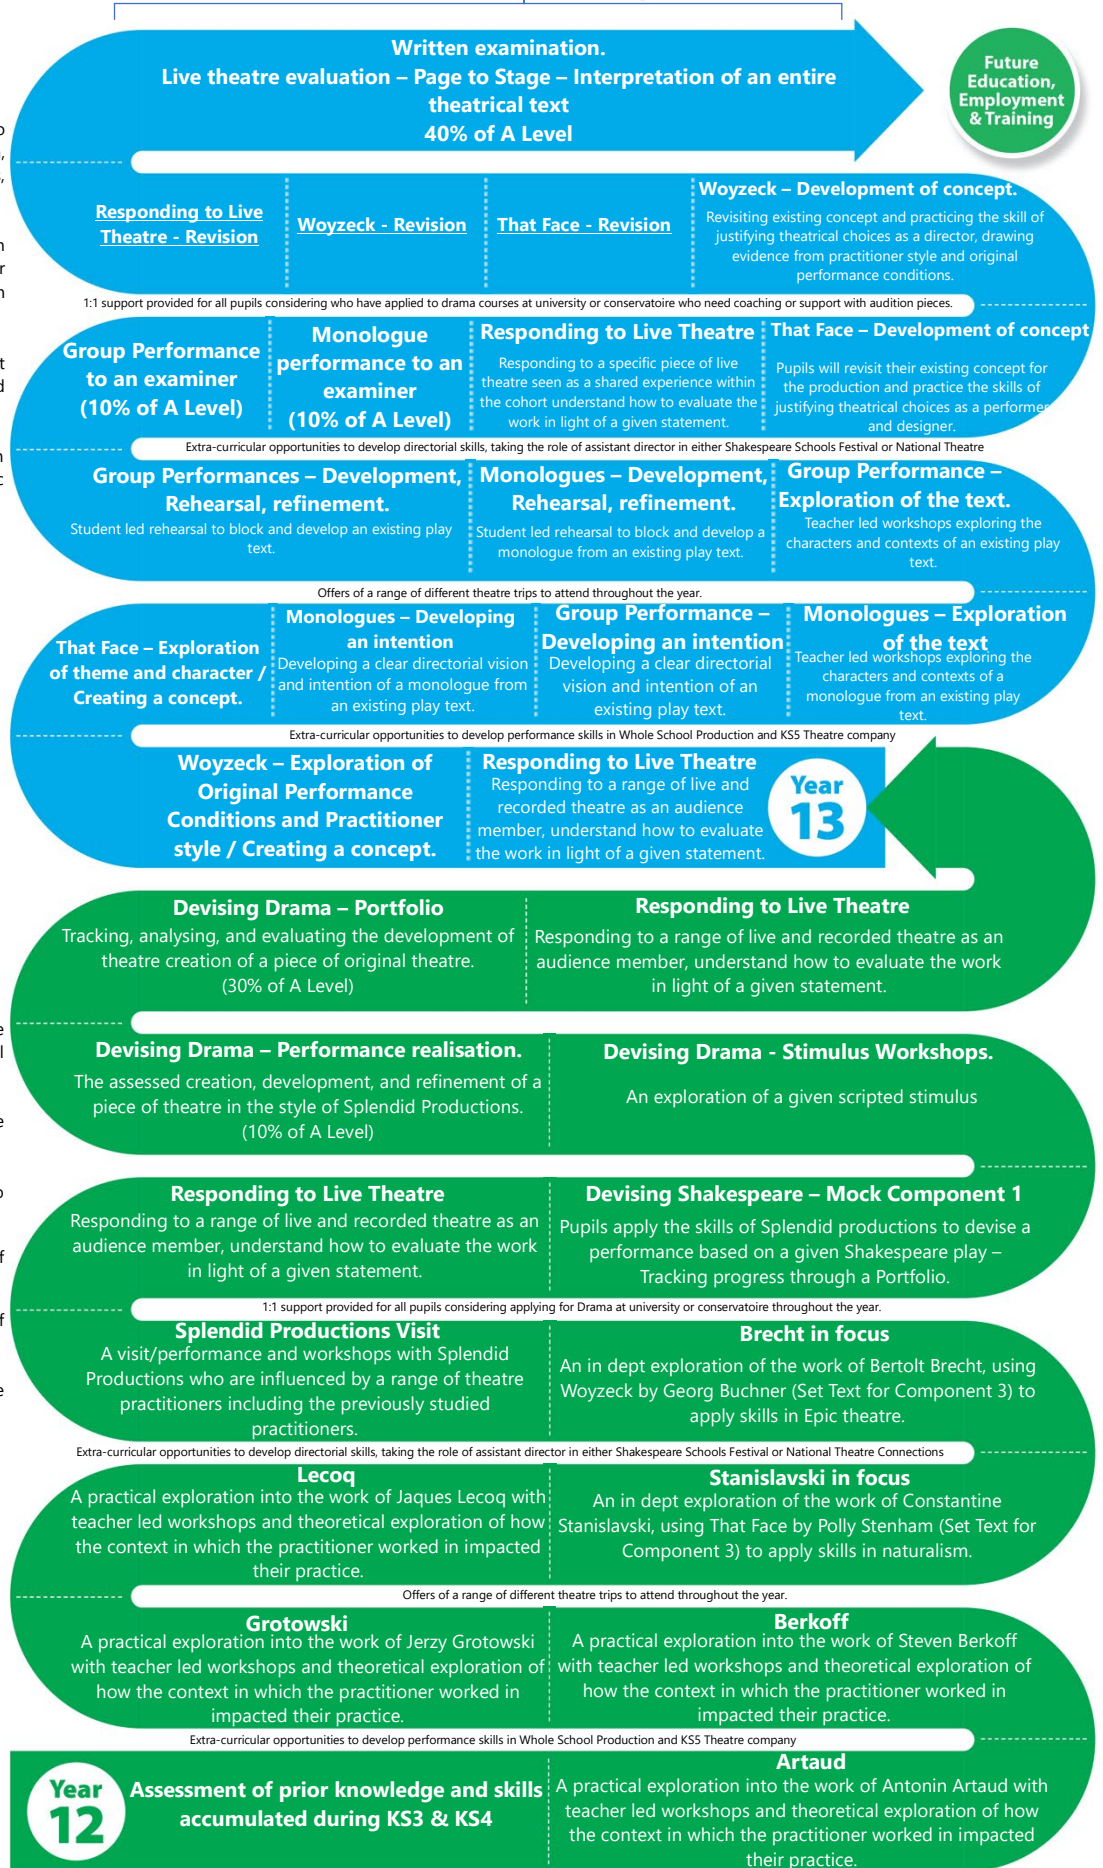 Written examination.
Live theatre evaluation – Page to Stage – Interpretation of an entire
theatrical text
40% of A Level
Future
Education,
Employment
& Training
Responding to Live
Theatre - Revision
Woyzeck - Revision
That Face - Revision
Woyzeck – Development of concept.
Revisiting existing concept and practicing the skill of
justifying theatrical choices as a director, drawing
evidence from practitioner style and original
performance conditions.
1:1 support provided for all pupils considering who have applied to drama courses at university or conservatoire who need coaching or support with audition pieces.
Group Performance
to an examiner
(10% of A Level)
Monologue
performance to an
examiner
(10% of A Level)
Responding to Live Theatre
Responding to a specific piece of live
theatre seen as a shared experience within
the cohort understand how to evaluate the
work in light of a given statement.
That Face – Development of concept
Pupils will revisit their existing concept for
the production and practice the skills of
justifying theatrical choices as a performer
and designer.
Extra-curricular opportunities to develop directorial skills, taking the role of assistant director in either Shakespeare Schools Festival or National Theatre
Group Performances – Development,
Rehearsal, refinement.
Student led rehearsal to block and develop an existing play
text.
Monologues – Development,
Rehearsal, refinement.
Student led rehearsal to block and develop a
monologue from an existing play text.
Group Performance –
Exploration of the text.
Teacher led workshops exploring the
characters and contexts of an existing play
text.
Offers of a range of different theatre trips to attend throughout the year.
That Face – Exploration
of theme and character /
Creating a concept.
Monologues – Developing
an intention
Developing a clear directorial vision
and intention of a monologue from
an existing play text.
Group Performance –
Developing an intention
Developing a clear directorial
vision and intention of an
existing play text.
Monologues – Exploration
of the text
Teacher led workshops exploring the
characters and contexts of a
monologue from an existing play
text.
Extra-curricular opportunities to develop performance skills in Whole School Production and KS5 Theatre company
Woyzeck – Exploration of
Original Performance
Conditions and Practitioner
style / Creating a concept.
Responding to Live Theatre
Responding to a range of live and
recorded theatre as an audience
member, understand how to evaluate
the work in light of a given statement.
Year
13
Devising Drama – Portfolio
Tracking, analysing, and evaluating the development of
theatre creation of a piece of original theatre.
(30% of A Level)
Responding to Live Theatre
Responding to a range of live and recorded theatre as an
audience member, understand how to evaluate the work
in light of a given statement.
Devising Drama – Performance realisation.
The assessed creation, development, and refinement of a
piece of theatre in the style of Splendid Productions.
(10% of A Level)
Devising Drama - Stimulus Workshops.
An exploration of a given scripted stimulus
Responding to Live Theatre
Responding to a range of live and recorded theatre as an
audience member, understand how to evaluate the work
in light of a given statement.
Devising Shakespeare – Mock Component 1
Pupils apply the skills of Splendid productions to devise a
performance based on a given Shakespeare play –
Tracking progress through a Portfolio.
1:1 support provided for all pupils considering applying for Drama at university or conservatoire throughout the year.
Splendid Productions Visit
A visit/performance and workshops with Splendid
Productions who are influenced by a range of theatre
practitioners including the previously studied
practitioners.
Brecht in focus
An in dept exploration of the work of Bertolt Brecht, using
Woyzeck by Georg Buchner (Set Text for Component 3) to
apply skills in Epic theatre.
Extra-curricular opportunities to develop directorial skills, taking the role of assistant director in either Shakespeare Schools Festival or National Theatre Connections
Lecoq
A practical exploration into the work of Jaques Lecoq with
teacher led workshops and theoretical exploration of how
the context in which the practitioner worked in impacted
their practice.
Stanislavski in focus
An in dept exploration of the work of Constantine
Stanislavski, using That Face by Polly Stenham (Set Text for
Component 3) to apply skills in naturalism.
Offers of a range of different theatre trips to attend throughout the year.
Grotowski
A practical exploration into the work of Jerzy Grotowski
with teacher led workshops and theoretical exploration of
how the context in which the practitioner worked in
impacted their practice.
Berkoff
A practical exploration into the work of Steven Berkoff
with teacher led workshops and theoretical exploration of
how the context in which the practitioner worked in
impacted their practice.
Extra-curricular opportunities to develop performance skills in Whole School Production and KS5 Theatre company
Year
12
Assessment of prior knowledge and skills
accumulated during KS3 & KS4
Artaud
A practical exploration into the work of Antonin Artaud with
teacher led workshops and theoretical exploration of how
the context in which the practitioner worked in impacted
their practice.